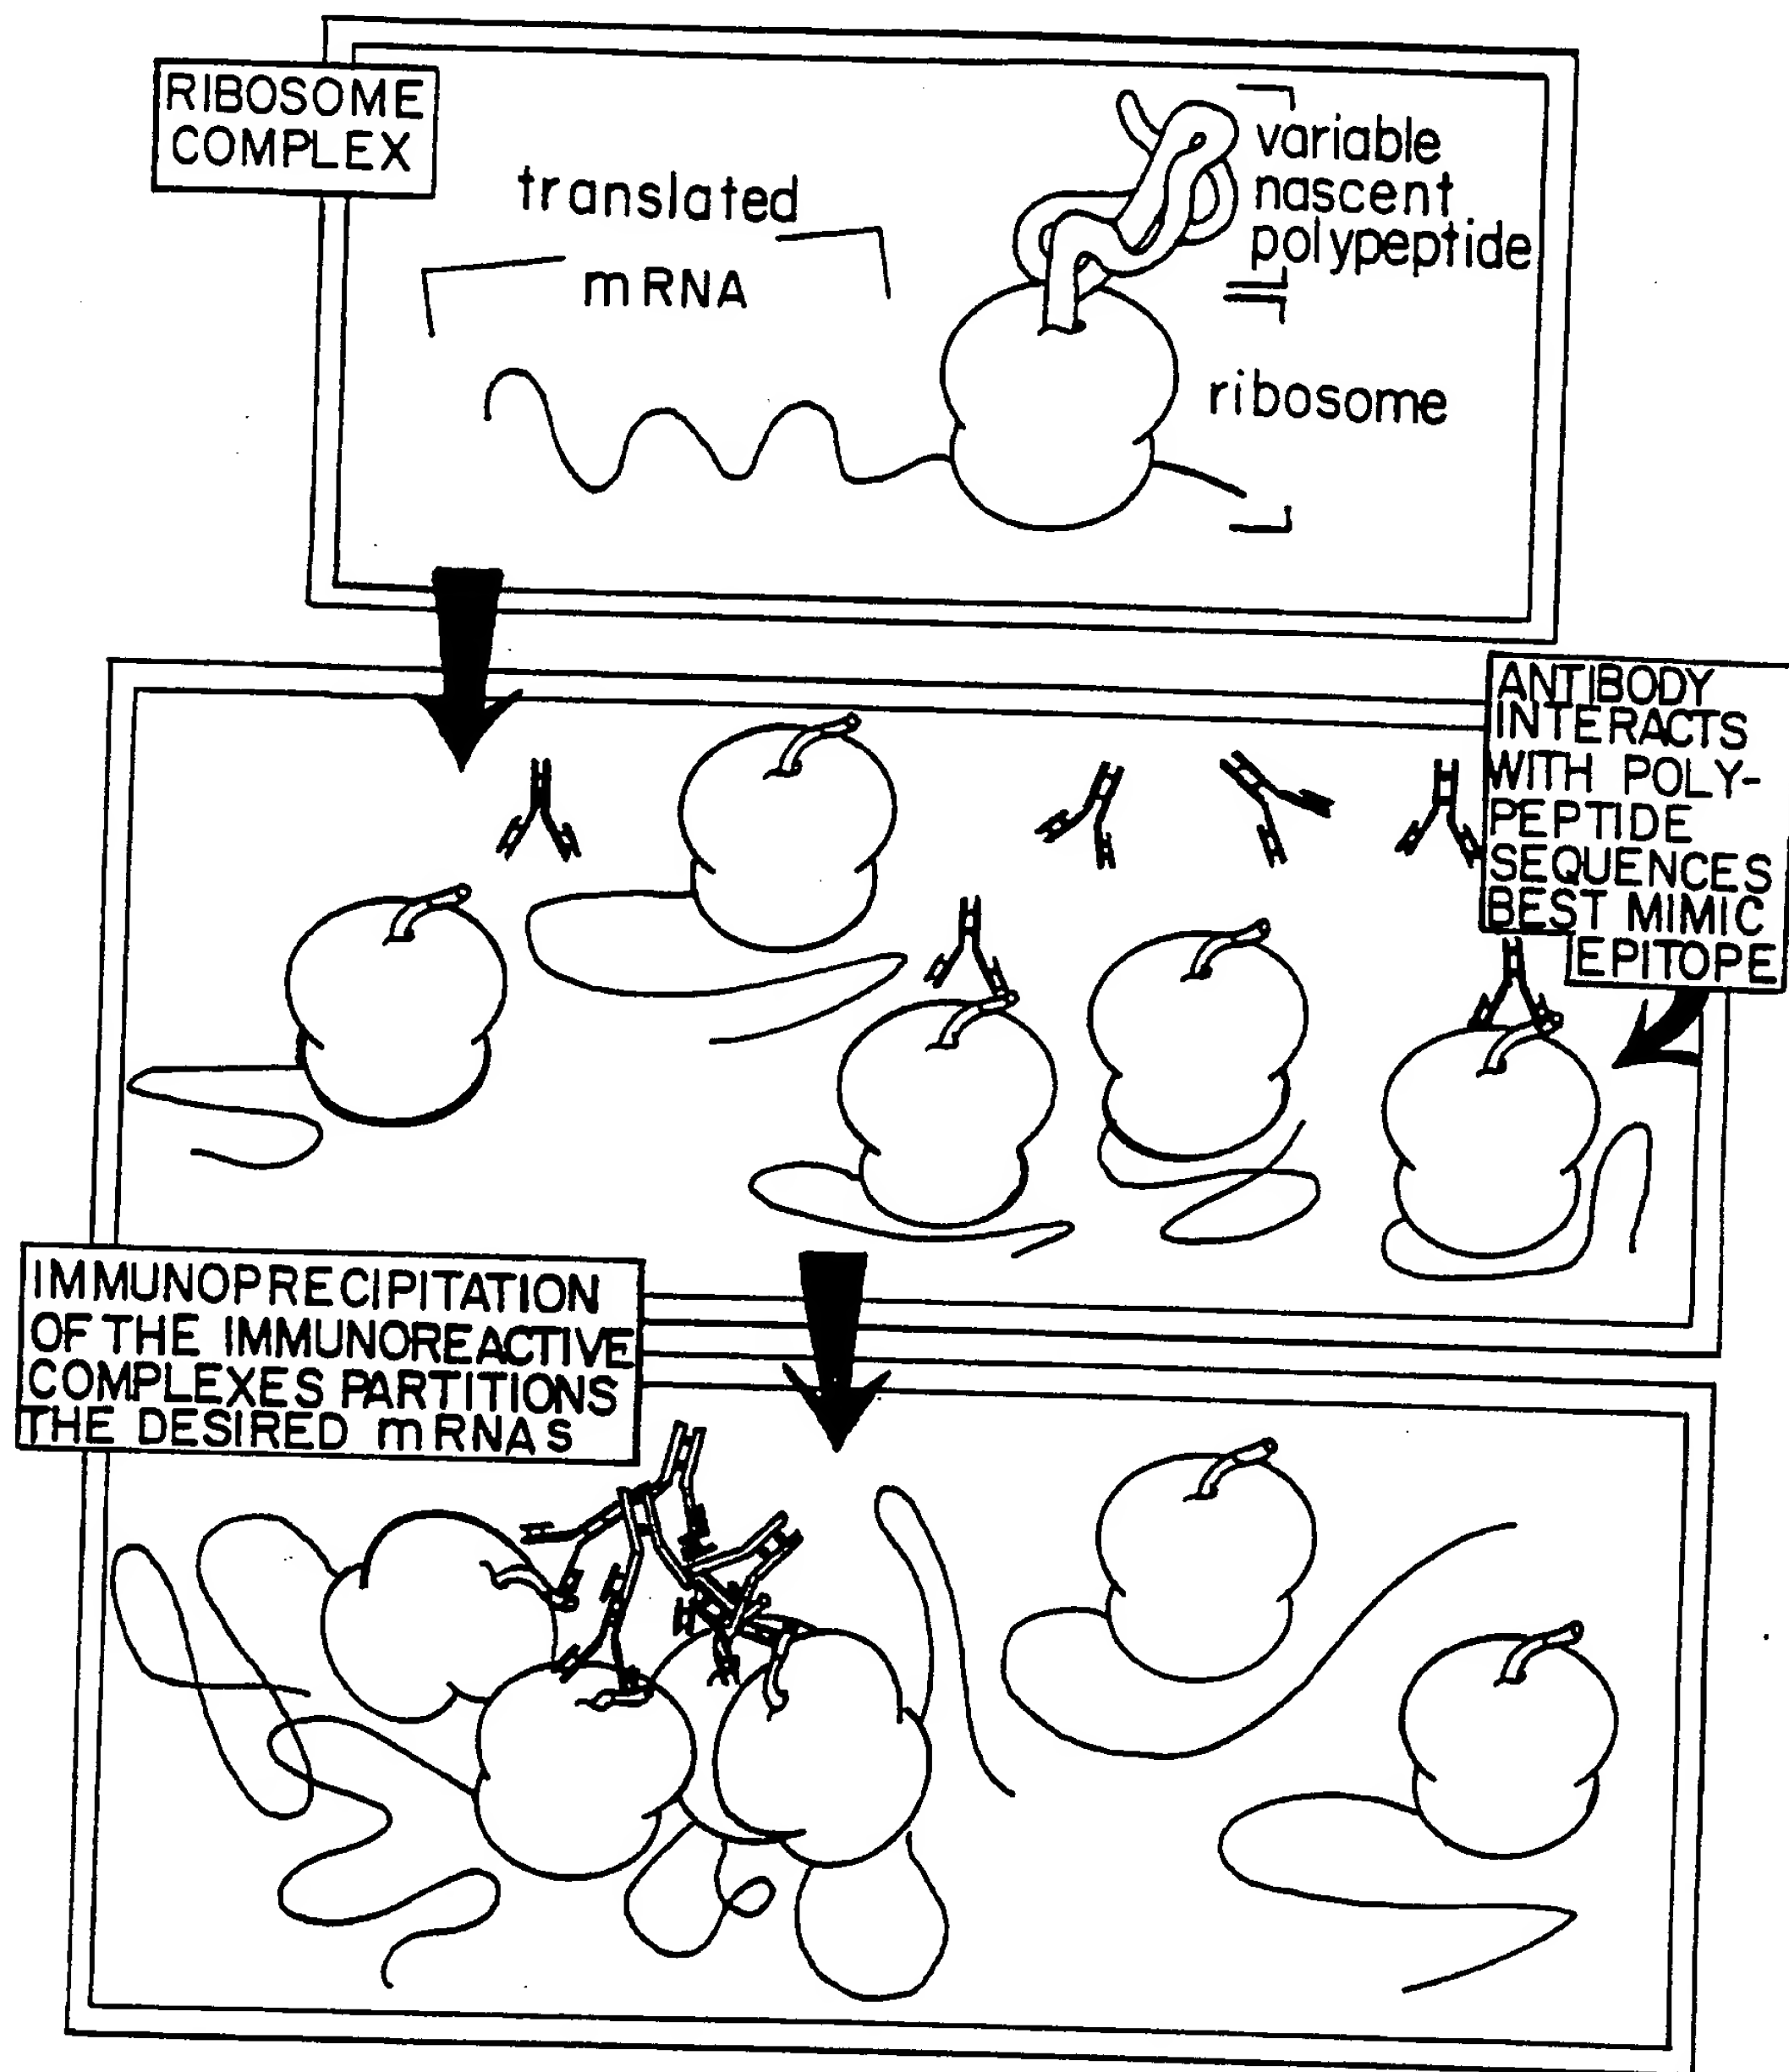 RIBOSOME
COMPLEX
translated
mRNA
variable
nascent
polypeptide
ribosome
ANTIBODY
INTERACTS
WITH POLY-
PEPTIDE
SEQUENCES
BEST MIMIC
EPITOPE
IMMUNOPRECIPITATION
OF THE IMMUNOREACTIVE
COMPLEXES PARTITIONS
THE DESIRED mRNAS